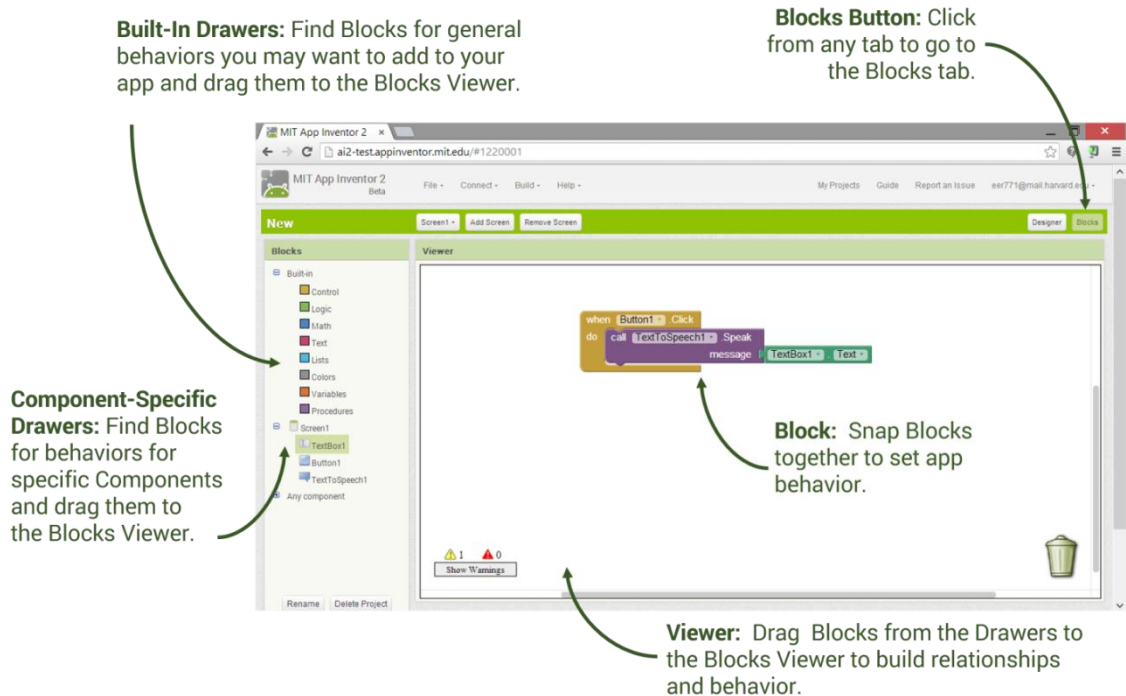 Built-In Drawers: Find Blocks for general
behaviors you may want to add to your
app and drag them to the Blocks Viewer.
Blocks Button: Click
from any tab to go to
the Blocks tab.
MIT App Inventor 2 ×
ai2-test.appinventor.mit.edu/#1220001
MIT App Inventor 2
Beta
File Connect Build Help
My Projects Guide Report an Issue eer771@mail.harvard.edu
New
Screen1 Add Screen Remove Screen
Designer Blocks
Blocks
Viewer
Built-in
Control
Logic
Math
Text
Lists
Colors
Variables
Procedures
Screen1
TextBox1
Button1
TextToSpeech1
Any component
Rename Delete Project
when Button1 .Click
do call TextToSpeech1 .Speak
message TextBox1 . Text
1 0
Show Warnings
Component-Specific
Drawers: Find Blocks
for behaviors for
specific Components
and drag them to
the Blocks Viewer.
Block: Snap Blocks
together to set app
behavior.
Viewer: Drag Blocks from the Drawers to
the Blocks Viewer to build relationships
and behavior.